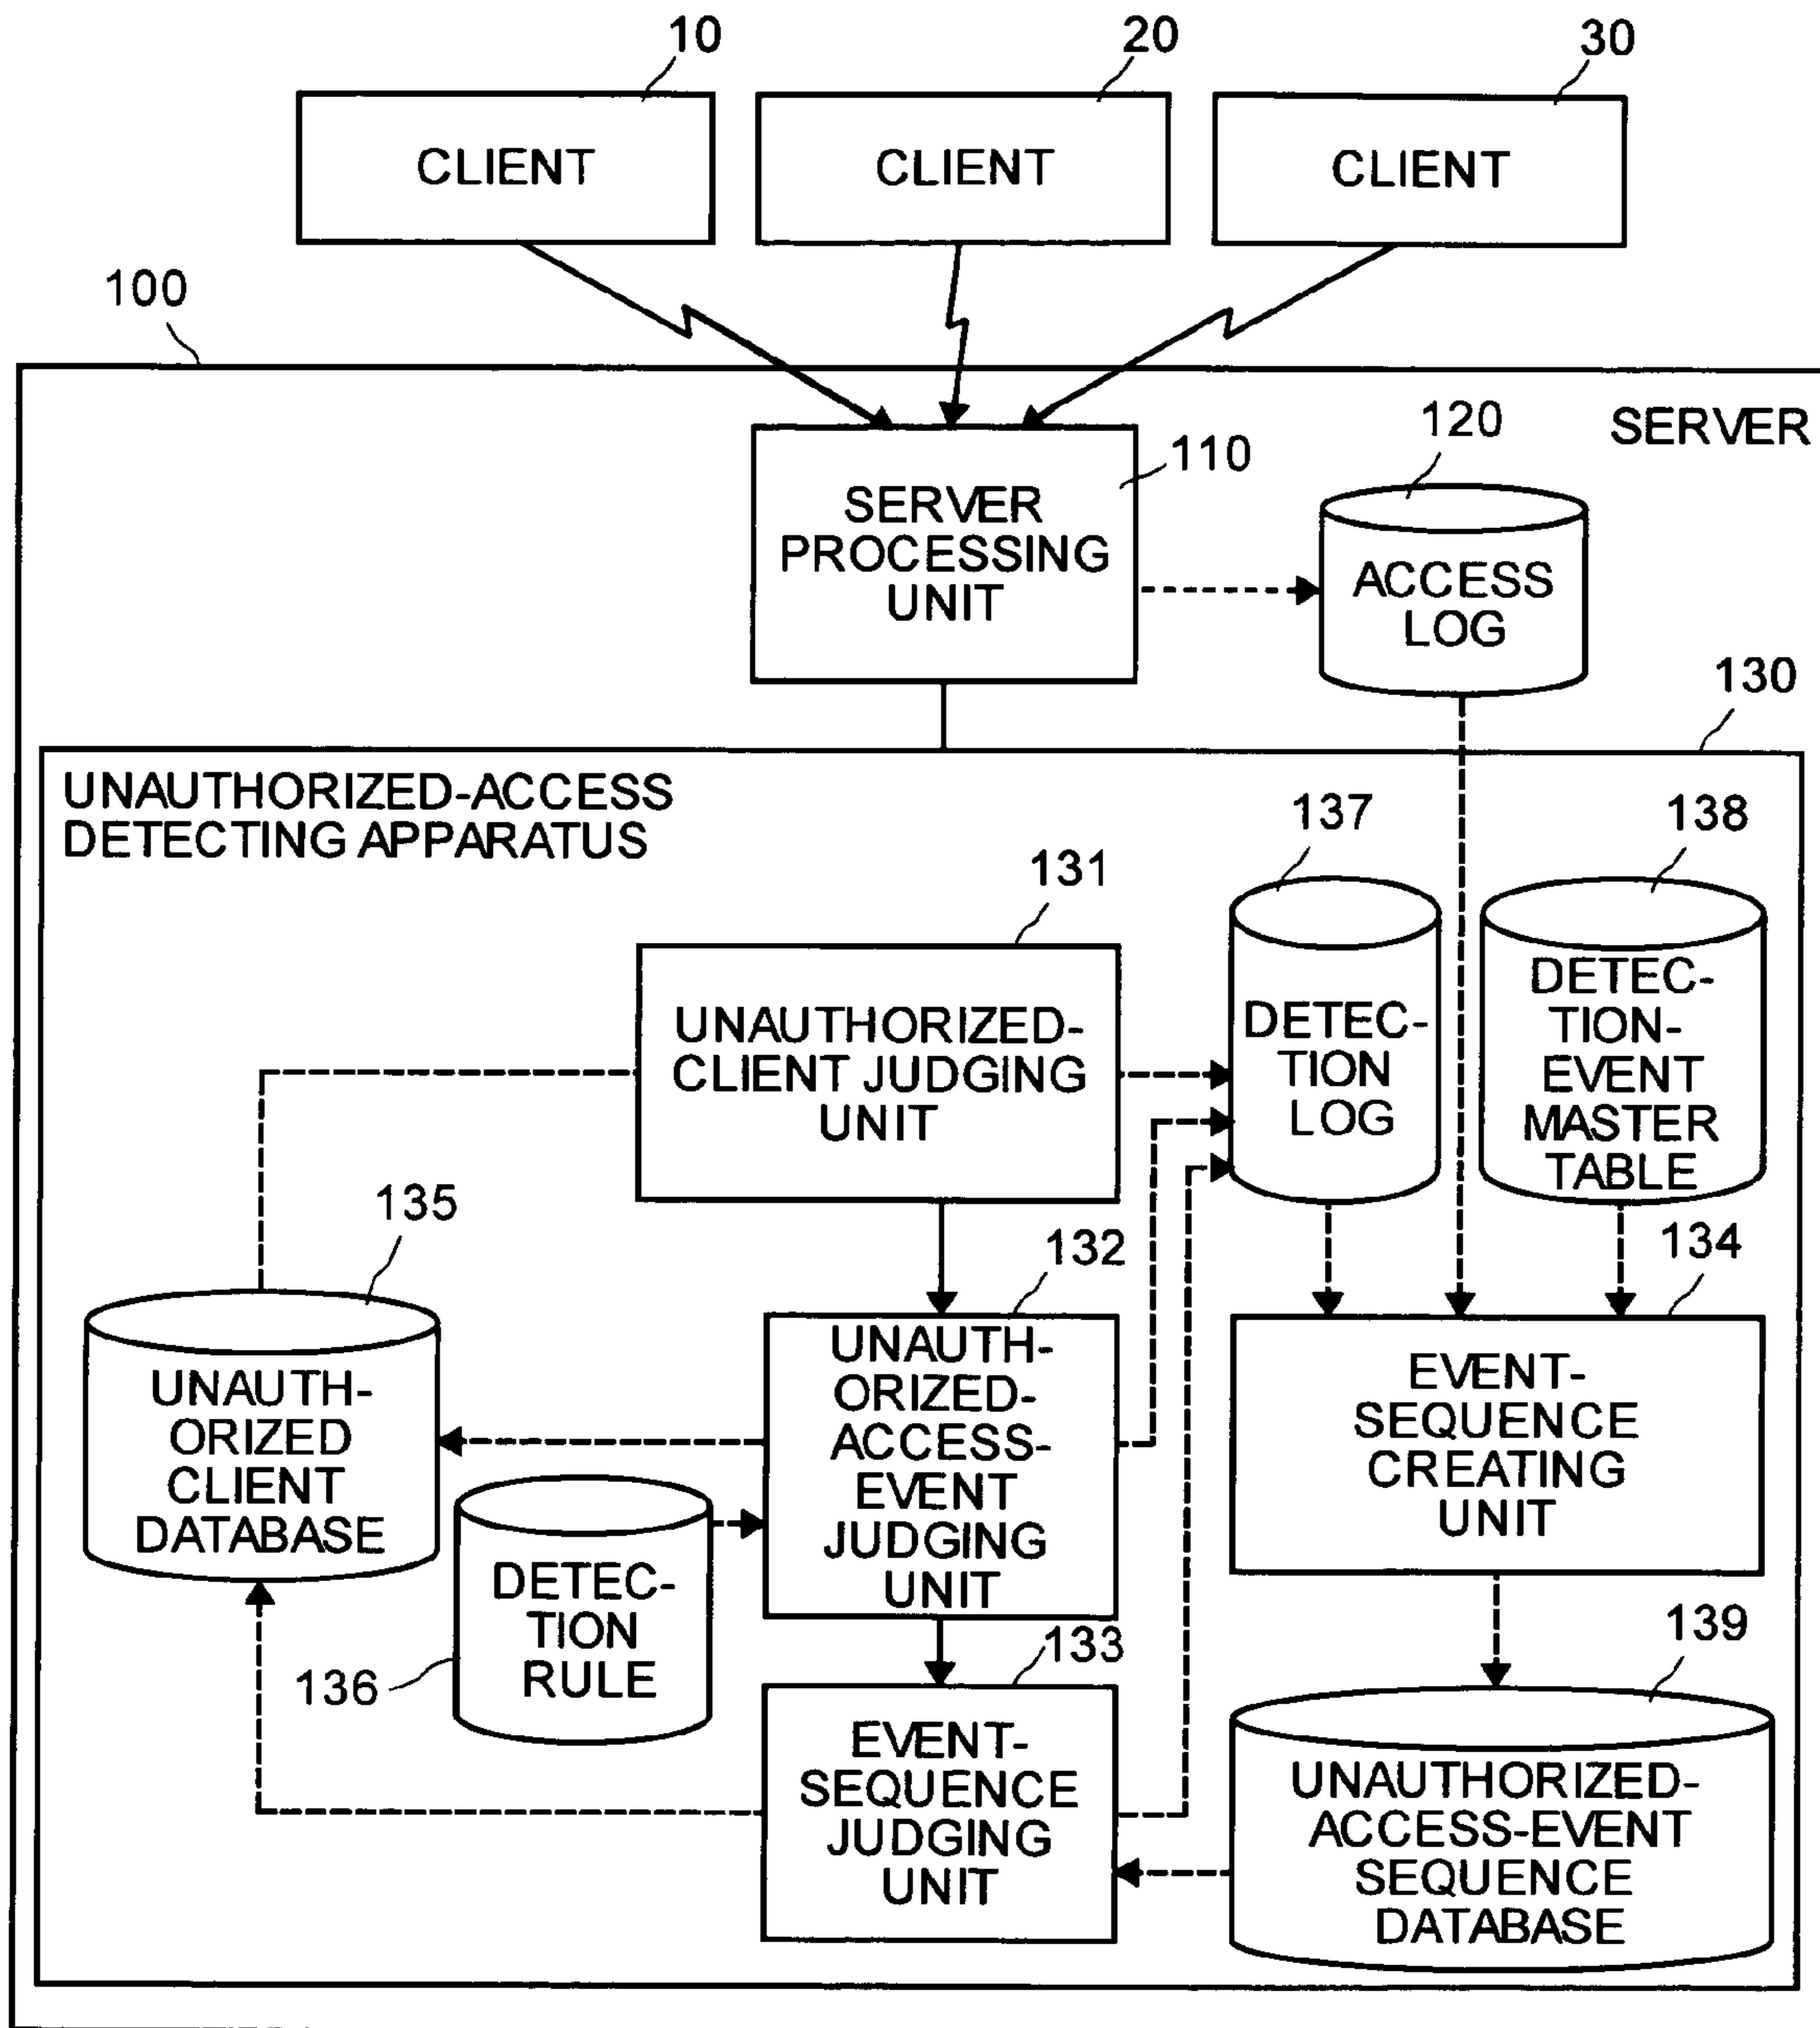 10
20
30
CLIENT
CLIENT
CLIENT
100
SERVER
110
120
SERVER
PROCESSING
UNIT
ACCESS
LOG
130
UNAUTHORIZED-ACCESS
DETECTING APPARATUS
137
138
131
UNAUTHORIZED-
CLIENT JUDGING
UNIT
DETEC-
TION
LOG
DETEC-
TION-
EVENT
MASTER
TABLE
135
132
134
UNAUTH-
ORIZED
CLIENT
DATABASE
UNAUTH-
ORIZED-
ACCESS-
EVENT
JUDGING
UNIT
EVENT-
SEQUENCE
CREATING
UNIT
DETEC-
TION
RULE
136
133
139
EVENT-
SEQUENCE
JUDGING
UNIT
UNAUTHORIZED-
ACCESS-EVENT
SEQUENCE
DATABASE